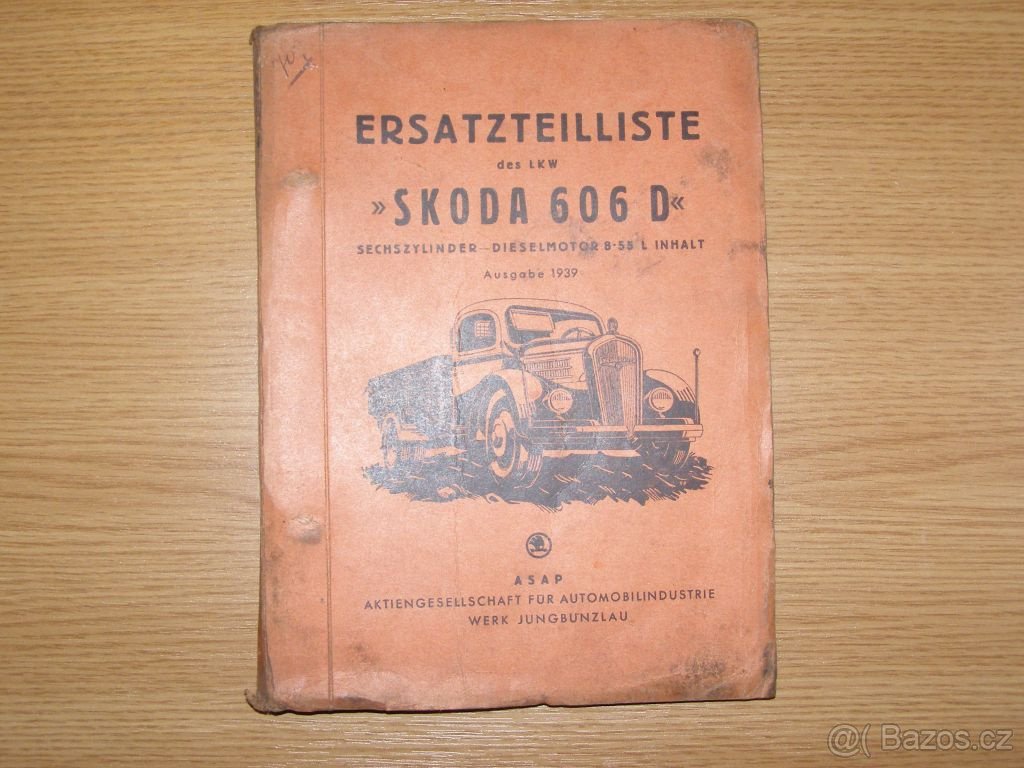 ERSATZTEILLISTE
des LKW
»SKODA 606 D«
SECHSZYLINDER—DIESELMOTOR 8·55 L INHALT
Ausgabe 1939
ASAP
AKTIENGESELLSCHAFT FÜR AUTOMOBILINDUSTRIE
WERK JUNGBUNZLAU
@( Bazoš.cz